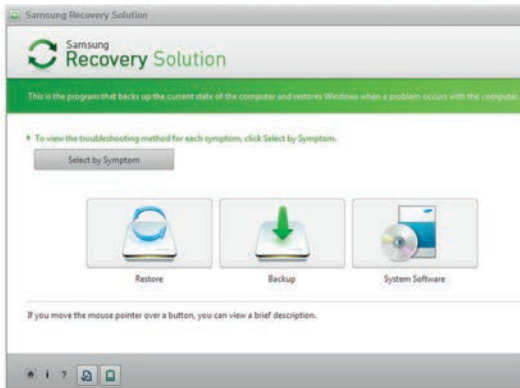 Samsung Recovery Solution
Samsung
Recovery Solution
This is the program that backs up the current state of the computer and restores Windows when a problem occurs with the computer.
To view the troubleshooting method for each symptom, click Select by Symptom.
Select by Symptom
Restore
Backup
System Software
If you move the mouse pointer over a button, you can view a brief description.
i ?